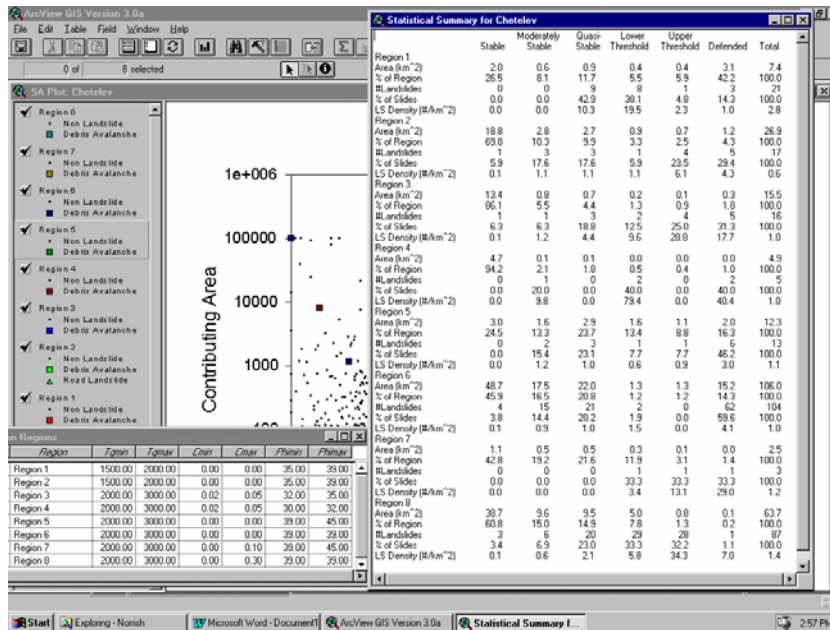 ArcView GIS Version 3.0a
File Edit Table Field Window Help
0 of 8 selected
SA Plot: Chetelev
Region 8
Non Landslide
Debris Avalanche
Region 7
Non Landslide
Debris Avalanche
Region 6
Non Landslide
Debris Avalanche
Region 5
Non Landslide
Debris Avalanche
Region 4
Non Landslide
Debris Avalanche
Region 3
Non Landslide
Debris Avalanche
Region 2
Non Landslide
Debris Avalanche
Road Landslide
Region 1
Non Landslide
Debris Avalanche
1e+006
100000
10000
1000
100
Contributing Area
on Regions
Region Tqmin Tqmax Cmin Cmax Phimin Phimax
Region 1 1500.00 2000.00 0.00 0.00 35.00 39.00
Region 2 1500.00 2000.00 0.00 0.00 35.00 39.00
Region 3 2000.00 3000.00 0.02 0.05 32.00 35.00
Region 4 2000.00 3000.00 0.02 0.05 30.00 32.00
Region 5 2000.00 3000.00 0.00 0.00 39.00 45.00
Region 6 2000.00 3000.00 0.00 0.00 39.00 39.00
Region 7 2000.00 3000.00 0.00 0.10 39.00 45.00
Region 8 2000.00 3000.00 0.00 0.30 39.00 39.00
Statistical Summary for Chetelev
Moderately Quasi- Lower Upper
Stable Stable Stable Threshold Threshold Defended Total
Region 1
Area (km^2) 2.0 0.6 0.9 0.4 0.4 3.1 7.4
% of Region 26.5 8.1 11.7 5.5 5.9 42.2 100.0
#Landslides 0 0 9 8 1 3 21
% of Slides 0.0 0.0 42.9 38.1 4.8 14.3 100.0
LS Density (#/km^2) 0.0 0.0 10.3 19.5 2.3 1.0 2.8
Region 2
Area (km^2) 18.8 2.8 2.7 0.9 0.7 1.2 26.9
% of Region 69.8 10.3 9.9 3.3 2.5 4.3 100.0
#Landslides 1 3 3 1 4 5 17
% of Slides 5.9 17.6 17.6 5.9 23.5 29.4 100.0
LS Density (#/km^2) 0.1 1.1 1.1 1.1 6.1 4.3 0.6
Region 3
Area (km^2) 13.4 0.8 0.7 0.2 0.1 0.3 15.5
% of Region 86.1 5.5 4.4 1.3 0.9 1.8 100.0
#Landslides 1 1 3 2 4 5 16
% of Slides 6.3 6.3 18.8 12.5 25.0 31.3 100.0
LS Density (#/km^2) 0.1 1.2 4.4 9.6 28.8 17.7 1.0
Region 4
Area (km^2) 4.7 0.1 0.1 0.0 0.0 0.0 4.9
% of Region 94.2 2.1 1.8 0.5 0.4 1.0 100.0
#Landslides 0 1 0 2 0 2 5
% of Slides 0.0 20.0 0.0 40.0 0.0 40.0 100.0
LS Density (#/km^2) 0.0 9.8 0.0 79.4 0.0 40.4 1.0
Region 5
Area (km^2) 3.0 1.6 2.9 1.6 1.1 2.0 12.3
% of Region 24.5 13.3 23.7 13.4 8.8 16.3 100.0
#Landslides 0 2 3 1 1 6 13
% of Slides 0.0 15.4 23.1 7.7 7.7 46.2 100.0
LS Density (#/km^2) 0.0 1.2 1.0 0.6 0.9 3.0 1.1
Region 6
Area (km^2) 48.7 17.5 22.0 1.3 1.3 15.2 106.0
% of Region 45.9 16.5 20.8 1.2 1.2 14.3 100.0
#Landslides 4 15 21 2 0 62 104
% of Slides 3.8 14.4 20.2 1.9 0.0 59.6 100.0
LS Density (#/km^2) 0.1 0.9 1.0 1.5 0.0 4.1 1.0
Region 7
Area (km^2) 1.1 0.5 0.5 0.3 0.1 0.0 2.5
% of Region 42.8 19.2 21.6 11.9 3.1 1.4 100.0
#Landslides 0 0 0 1 1 1 3
% of Slides 0.0 0.0 0.0 33.3 33.3 33.3 100.0
LS Density (#/km^2) 0.0 0.0 0.0 3.4 13.1 29.0 1.2
Region 8
Area (km^2) 38.7 9.6 9.5 5.0 0.8 0.1 63.7
% of Region 60.8 15.0 14.9 7.8 1.3 0.2 100.0
#Landslides 3 6 20 29 28 1 87
% of Slides 3.4 6.9 23.0 33.3 32.2 1.1 100.0
LS Density (#/km^2) 0.1 0.6 2.1 5.8 34.3 7.0 1.4
Start Exploring - Norrish Microsoft Word - Document1 ArcView GIS Version 3.0a Statistical Summary f... 2:57 PM